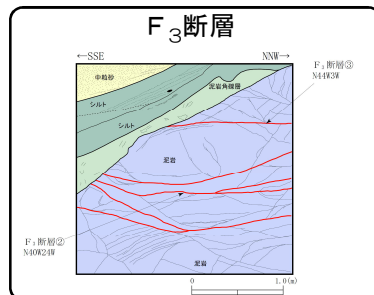 F3断層
←SSE NNW→
中粒砂
F3断層③
N44W3W
泥岩角礫層
シルト
シルト
泥岩
F3断層②
N40W24W
泥岩
0 1.0(m)